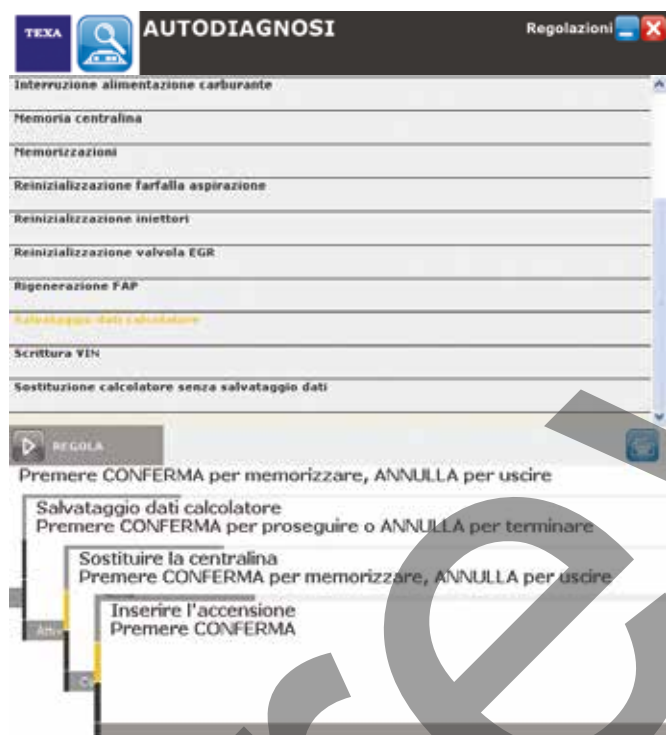 TEXA
AUTODIAGNOSI
Regolazioni
Interruzione alimentazione carburante
Memoria centralina
Memorizzazioni
Reinizializzazione farfalla aspirazione
Reinizializzazione iniettori
Reinizializzazione valvola EGR
Rigenerazione FAP
Salvataggio dati calcolatore
Scrittura VIN
Sostituzione calcolatore senza salvataggio dati
REGOLA
Premere CONFERMA per memorizzare, ANNULLA per uscire
Salvataggio dati calcolatore
Premere CONFERMA per proseguire o ANNULLA per terminare
Sostituire la centralina
Premere CONFERMA per memorizzare, ANNULLA per uscire
Inserire l'accensione
Premere CONFERMA